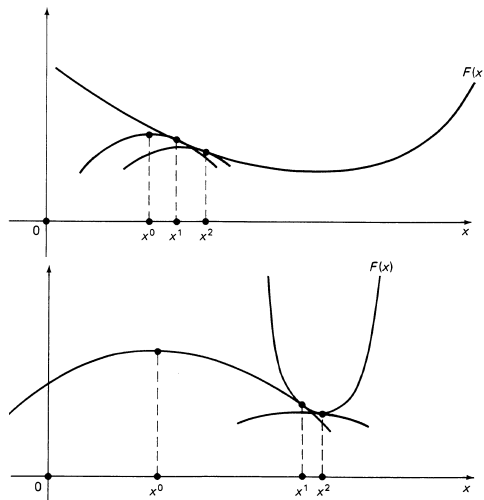 F(x
0 x⁰ x¹ x² x
F(x)
0 x⁰ x¹ x² x